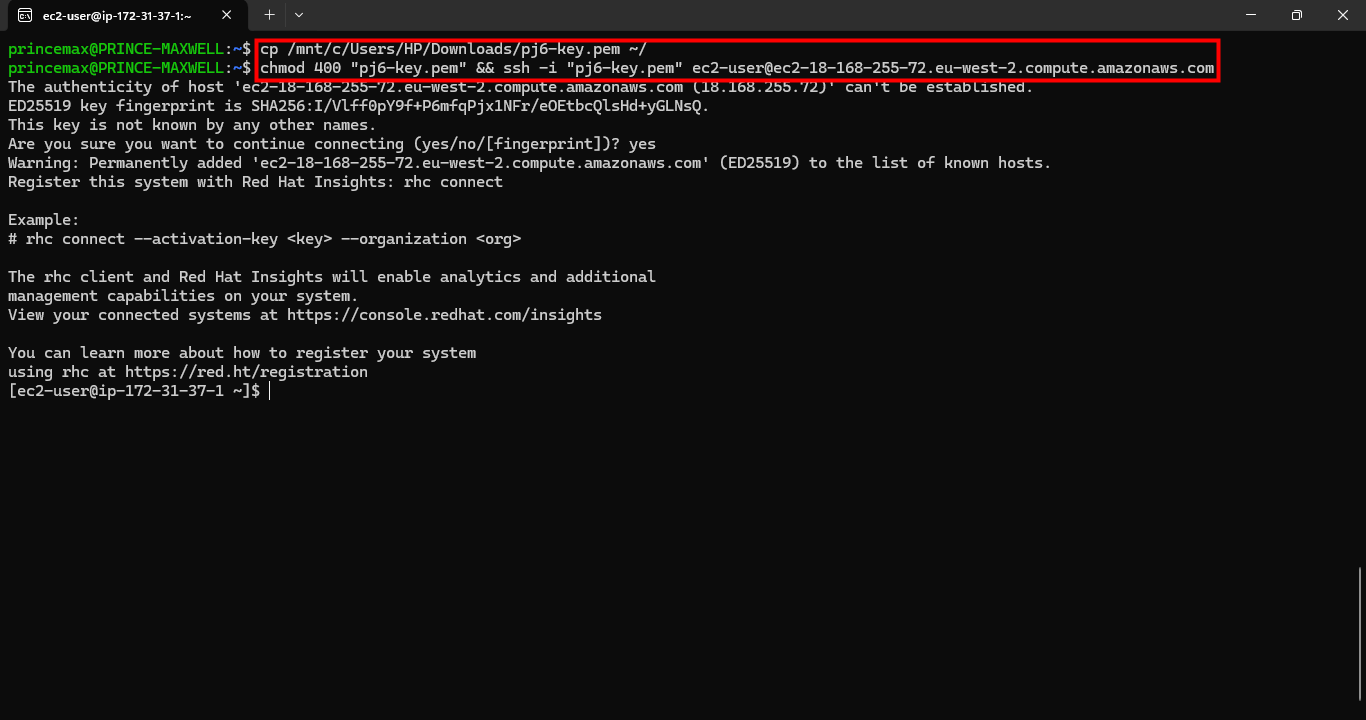 ec2-user@ip-172-31-37-1:~
princemax@PRINCE-MAXWELL:~$ cp /mnt/c/Users/HP/Downloads/pj6-key.pem ~/
princemax@PRINCE-MAXWELL:~$ chmod 400 "pj6-key.pem" && ssh -i "pj6-key.pem" ec2-user@ec2-18-168-255-72.eu-west-2.compute.amazonaws.com
The authenticity of host 'ec2-18-168-255-72.eu-west-2.compute.amazonaws.com (18.168.255.72)' can't be established.
ED25519 key fingerprint is SHA256:I/Vlff0pY9f+P6mfqPjx1NFr/eOEtbcQlsHd+yGLNsQ.
This key is not known by any other names.
Are you sure you want to continue connecting (yes/no/[fingerprint])? yes
Warning: Permanently added 'ec2-18-168-255-72.eu-west-2.compute.amazonaws.com' (ED25519) to the list of known hosts.
Register this system with Red Hat Insights: rhc connect
Example:
# rhc connect --activation-key <key> --organization <org>
The rhc client and Red Hat Insights will enable analytics and additional
management capabilities on your system.
View your connected systems at https://console.redhat.com/insights
You can learn more about how to register your system
using rhc at https://red.ht/registration
[ec2-user@ip-172-31-37-1 ~]$